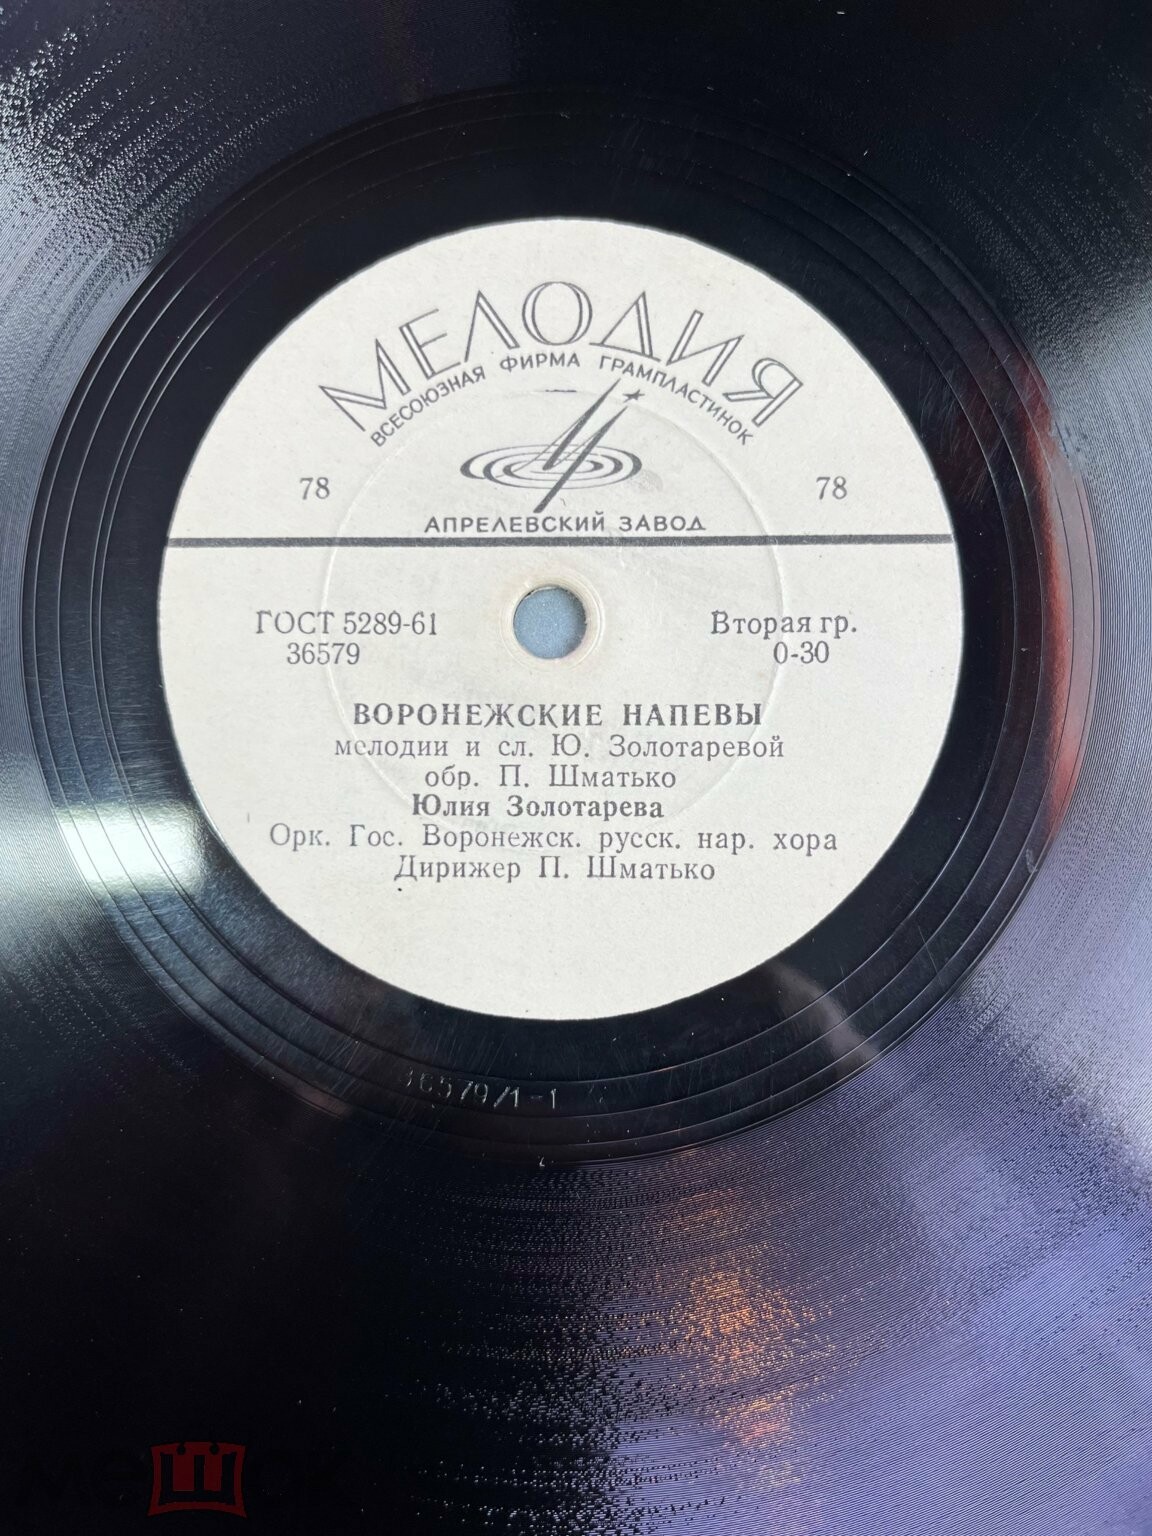 МЕЛОДИЯ
ВСЕСОЮЗНАЯ ФИРМА ГРАМПЛАСТИНОК
78 78
АПРЕЛЕВСКИЙ ЗАВОД
ГОСТ 5289-61 Вторая гр.
36579 0-30
ВОРОНЕЖСКИЕ НАПЕВЫ
мелодии и сл. Ю. Золотаревой
обр. П. Шматько
Юлия Золотарева
Орк. Гос. Воронежск. русск. нар. хора
Дирижер П. Шматько
36579/1-1